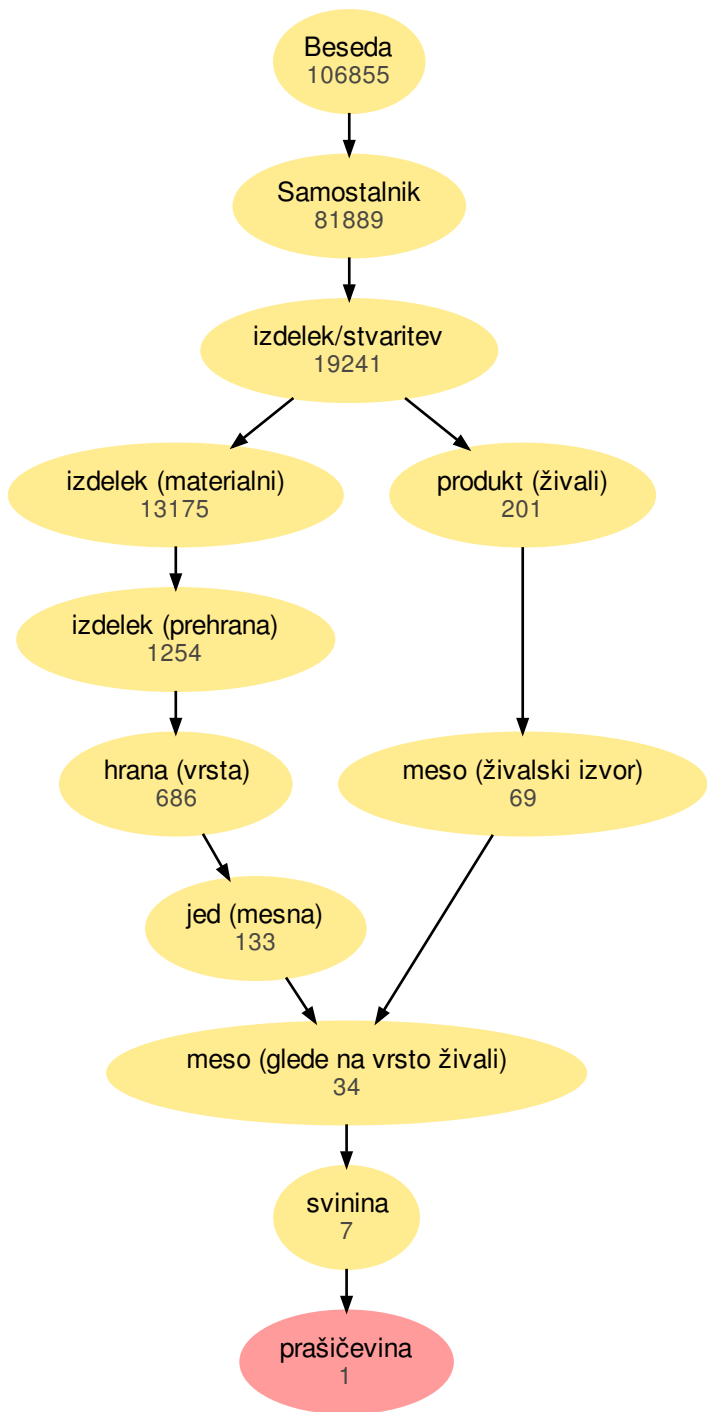 Beseda
106855
Samostalnik
81889
izdelek/stvaritev
19241
izdelek (materialni)
13175
produkt (živali)
201
izdelek (prehrana)
1254
hrana (vrsta)
686
meso (živalski izvor)
69
jed (mesna)
133
meso (glede na vrsto živali)
34
svinina
7
prašičevina
1